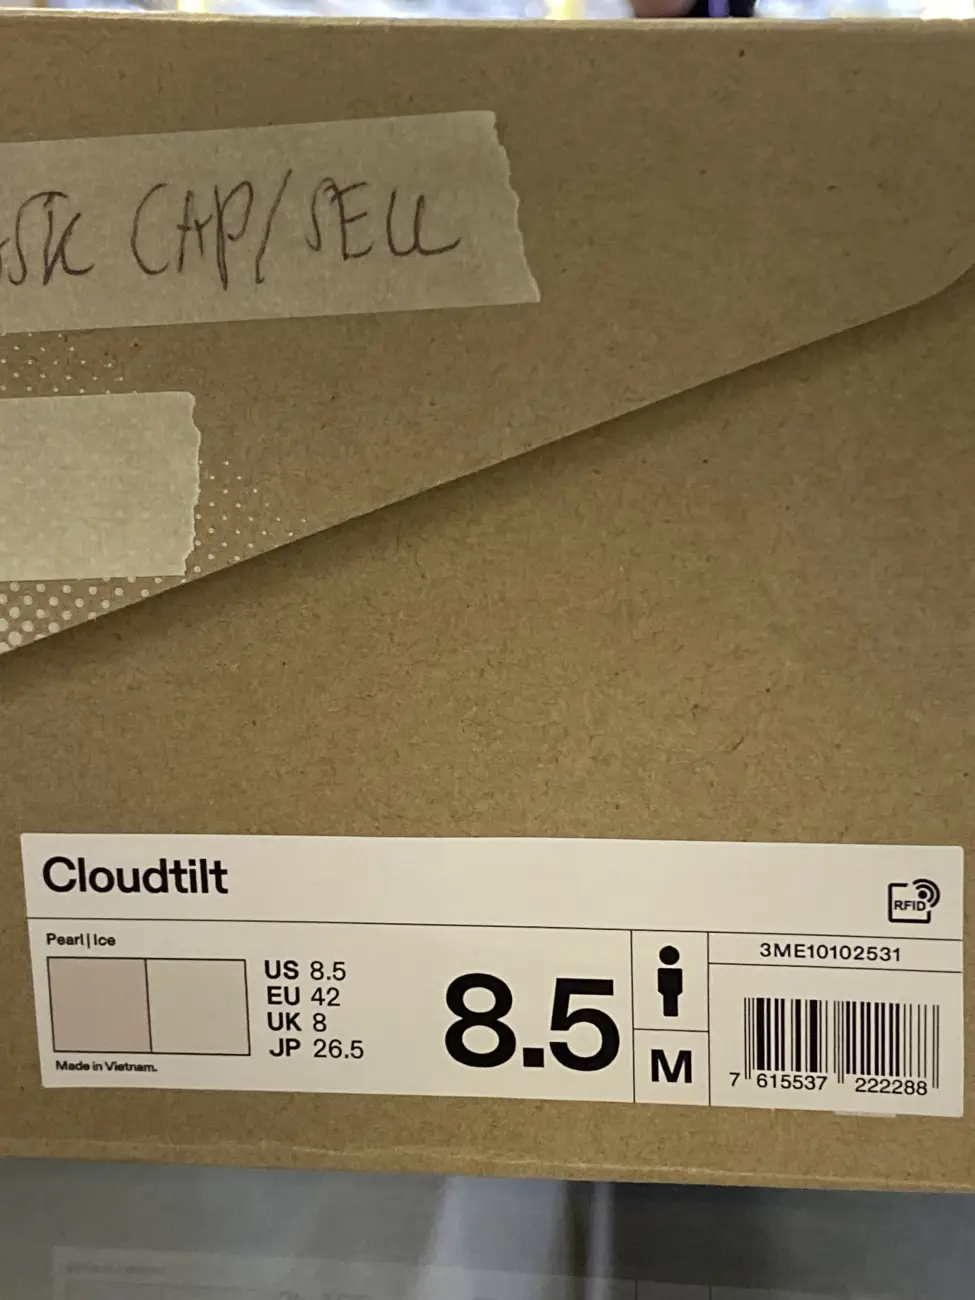 CAP/SELL
Cloudtilt
RFID
Pearl|Ice
US 8.5
EU 42
UK 8
JP 26.5
Made in Vietnam.
8.5
M
3ME10102531
7 615537 222288